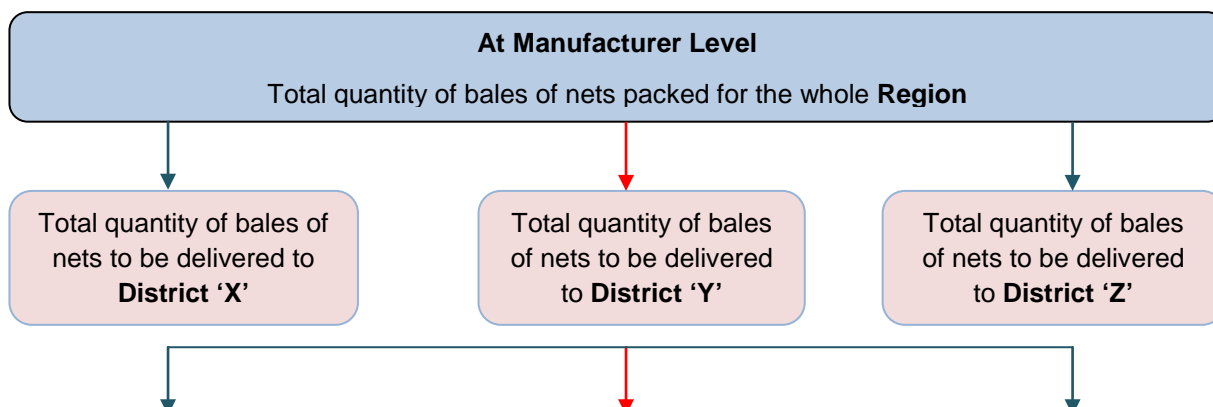 At Manufacturer Level
Total quantity of bales of nets packed for the whole Region
Total quantity of bales of
nets to be delivered to
District ‘X’
Total quantity of bales
of nets to be delivered
to District ‘Y’
Total quantity of bales
of nets to be delivered
to District ‘Z’